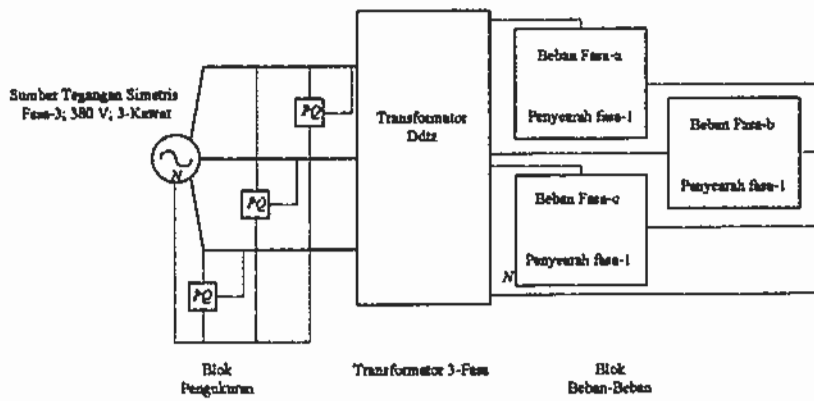 Sumber Tegangan Simetris
Fasa-3; 380 V; 3-Kawat
N
PQ
PQ
PQ
Transformator
Ddtz
Beban Fasa-a
Penyearah fasa-1
Beban Fasa-b
Penyearah fasa-1
Beban Fasa-c
Penyearah fasa-1
N
Blok
Pengukuran
Transformator 3-Fasa
Blok
Beban-Beban